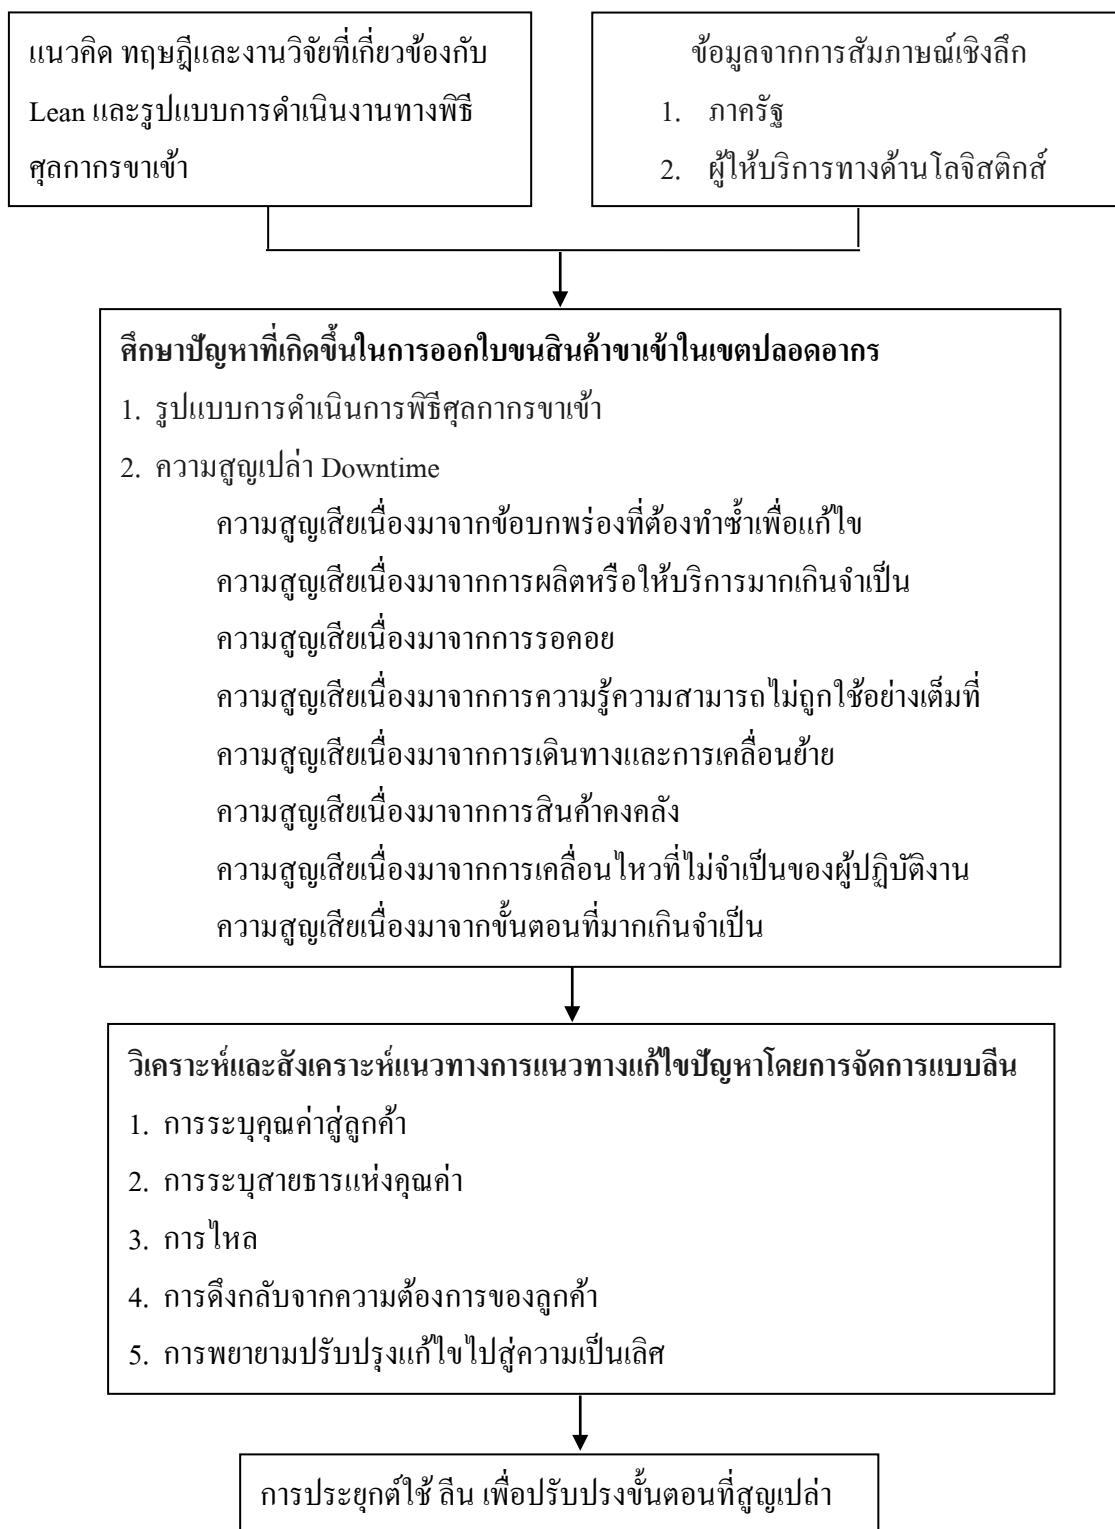 แนวคิด ทฤษฎีและงานวิจัยที่เกี่ยวข้องกับ
Lean และรูปแบบการดำเนินงานทางพิธี
ศุลกากรขาเข้า
ข้อมูลจากการสัมภาษณ์เชิงลึก
1. ภาครัฐ
2. ผู้ให้บริการทางด้านโลจิสติกส์
ศึกษาปัญหาที่เกิดขึ้นในการออกใบขนสินค้าขาเข้าในเขตปลอดอากร
1. รูปแบบการดำเนินการพิธีศุลกากรขาเข้า
2. ความสูญเปล่า Downtime
ความสูญเสียเนื่องมาจากข้อบกพร่องที่ต้องทำซ้ำเพื่อแก้ไข
ความสูญเสียเนื่องมาจากการผลิตหรือให้บริการมากเกินจำเป็น
ความสูญเสียเนื่องมาจากการรอคอย
ความสูญเสียเนื่องมาจากการความรู้ความสามารถไม่ถูกใช้อย่างเต็มที่
ความสูญเสียเนื่องมาจากการเดินทางและการเคลื่อนย้าย
ความสูญเสียเนื่องมาจากการสินค้าคงคลัง
ความสูญเสียเนื่องมาจากการเคลื่อนไหวที่ไม่จำเป็นของผู้ปฏิบัติงาน
ความสูญเสียเนื่องมาจากขั้นตอนที่มากเกินจำเป็น
วิเคราะห์และสังเคราะห์แนวทางการแนวทางแก้ไขปัญหาโดยการจัดการแบบลีน
1. การระบุคุณค่าสู่ลูกค้า
2. การระบุสายธารแห่งคุณค่า
3. การไหล
4. การดึงกลับจากความต้องการของลูกค้า
5. การพยายามปรับปรุงแก้ไขไปสู่ความเป็นเลิศ
การประยุกต์ใช้ ลีน เพื่อปรับปรงขั้นตอนที่สูญเปล่า